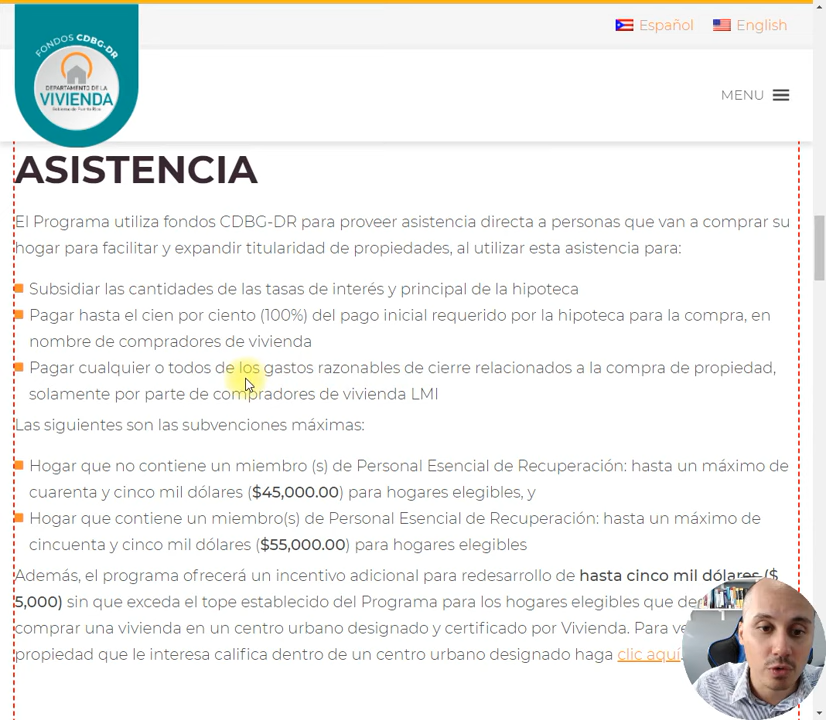 Español English
FONDOS CDBG-DR
DEPARTAMENTO DE LA
VIVIENDA
MENU
ASISTENCIA
El Programa utiliza fondos CDBG-DR para proveer asistencia directa a personas que van a comprar su
hogar para facilitar y expandir titularidad de propiedades, al utilizar esta asistencia para:
Subsidiar las cantidades de las tasas de interés y principal de la hipoteca
Pagar hasta el cien por ciento (100%) del pago inicial requerido por la hipoteca para la compra, en
nombre de compradores de vivienda
Pagar cualquier o todos de los gastos razonables de cierre relacionados a la compra de propiedad,
solamente por parte de compradores de vivienda LMI
Las siguientes son las subvenciones máximas:
Hogar que no contiene un miembro (s) de Personal Esencial de Recuperación: hasta un máximo de
cuarenta y cinco mil dólares ($45,000.00) para hogares elegibles, y
Hogar que contiene un miembro(s) de Personal Esencial de Recuperación: hasta un máximo de
cincuenta y cinco mil dólares ($55,000.00) para hogares elegibles
Además, el programa ofrecerá un incentivo adicional para redesarrollo de hasta cinco mil dólares ($
5,000) sin que exceda el tope establecido del Programa para los hogares elegibles que
comprar una vivienda en un centro urbano designado y certificado por Vivienda. Para
propiedad que le interesa califica dentro de un centro urbano designado haga clic aquí.